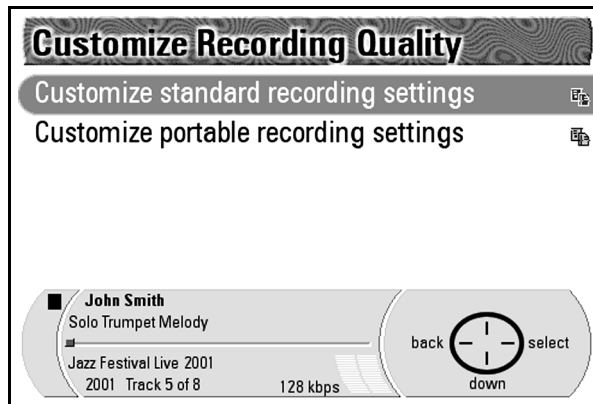 Customize Recording Quality
Customize standard recording settings
Customize portable recording settings
John Smith
Solo Trumpet Melody
Jazz Festival Live 2001
2001 Track 5 of 8 128 kbps
back select
down